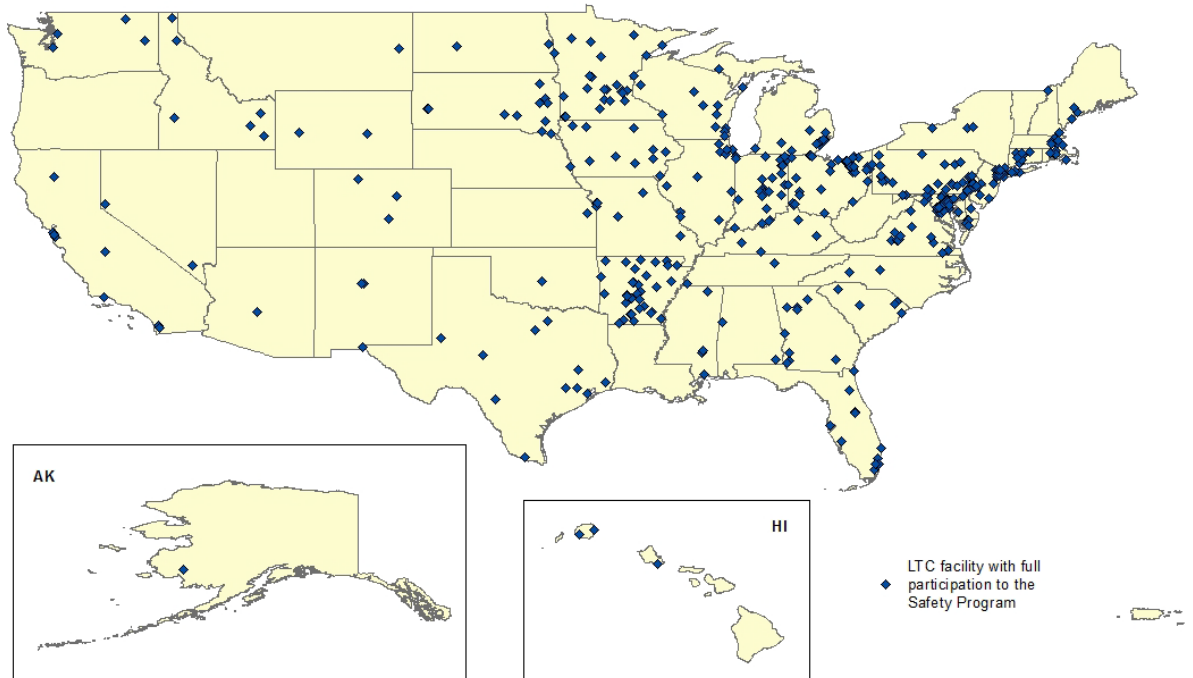 AK
HI
LTC facility with full
participation to the
Safety Program